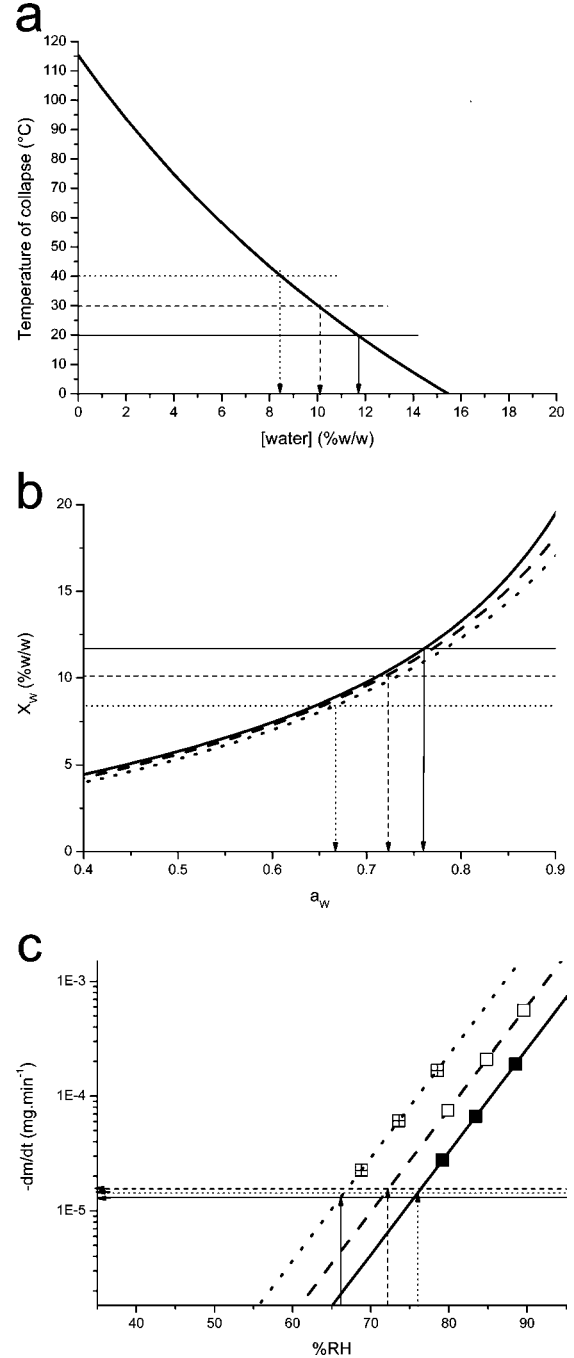 a
120
110
100
90
80
70
60
50
40
30
20
10
0
Temperature of collapse (°C)
0 2 4 6 8 10 12 14 16 18 20
[water] (%w/w)
b
20
15
10
5
0
Xw (%w/w)
0.4 0.5 0.6 0.7 0.8 0.9
aw
c
1E-3
1E-4
1E-5
-dm/dt (mg.min-1)
40 50 60 70 80 90
%RH